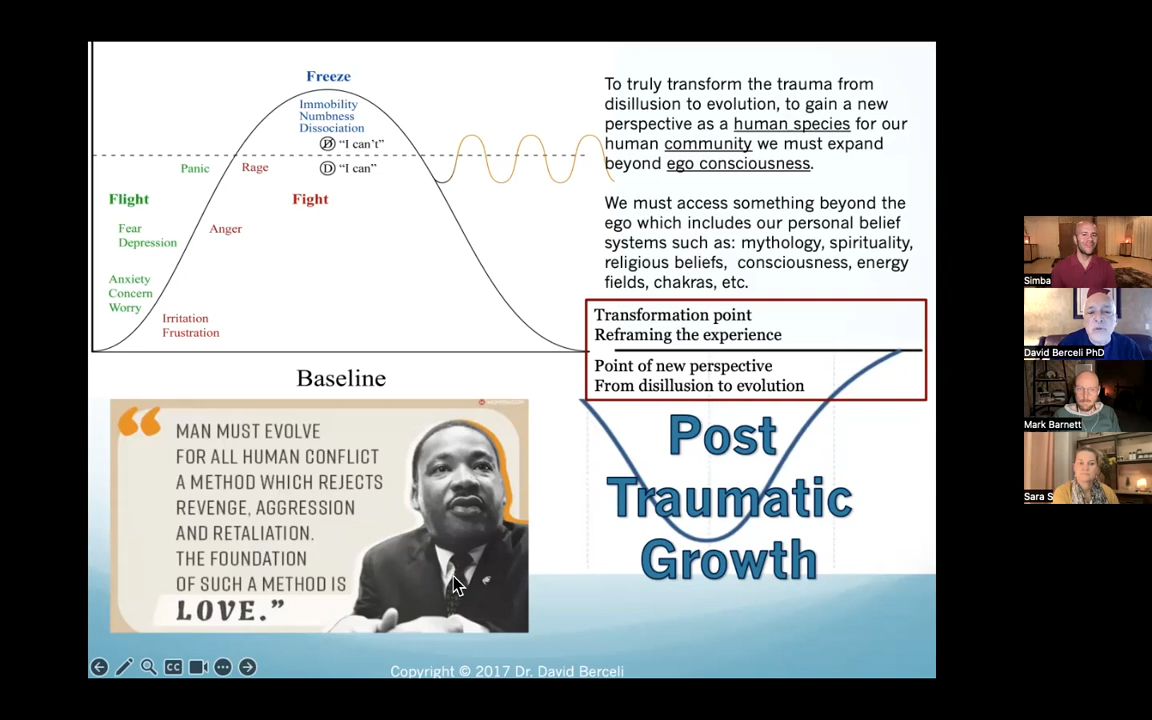 Freeze
Immobility
Numbness
Dissociation
D "I can't"
D "I can"
Panic
Rage
Flight
Fight
Fear
Depression
Anger
Anxiety
Concern
Worry
Irritation
Frustration
Baseline
To truly transform the trauma from
disillusion to evolution, to gain a new
perspective as a human species for our
human community we must expand
beyond ego consciousness.
We must access something beyond the
ego which includes our personal belief
systems such as: mythology, spirituality,
religious beliefs, consciousness, energy
fields, chakras, etc.
Transformation point
Reframing the experience
Point of new perspective
From disillusion to evolution
Post
Traumatic
Growth
“ MAN MUST EVOLVE
FOR ALL HUMAN CONFLICT
A METHOD WHICH REJECTS
REVENGE, AGGRESSION
AND RETALIATION.
THE FOUNDATION
OF SUCH A METHOD IS
LOVE.”
CC
Copyright © 2017 Dr. David Berceli
Simba
David Berceli PhD
Mark Barnett
Sara S